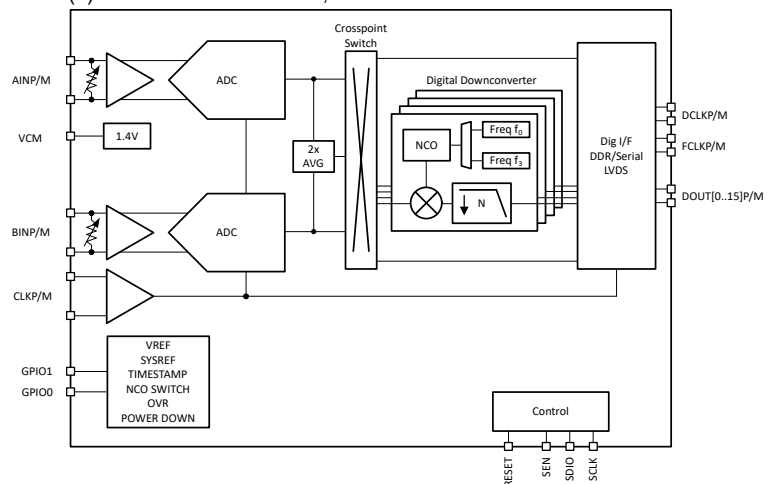 Crosspoint
Switch
AINP/M
ADC
Digital Downconverter
VCM
1.4V
2x
AVG
NCO
Freq f0
Freq f3
N
Dig I/F
DDR/Serial
LVDS
DCLKP/M
FCLKP/M
DOUT[0..15]P/M
BINP/M
ADC
CLKP/M
GPIO1
GPIO0
VREF
SYSREF
TIMESTAMP
NCO SWITCH
OVR
POWER DOWN
Control
RESET
SEN
SDIO
SCLK